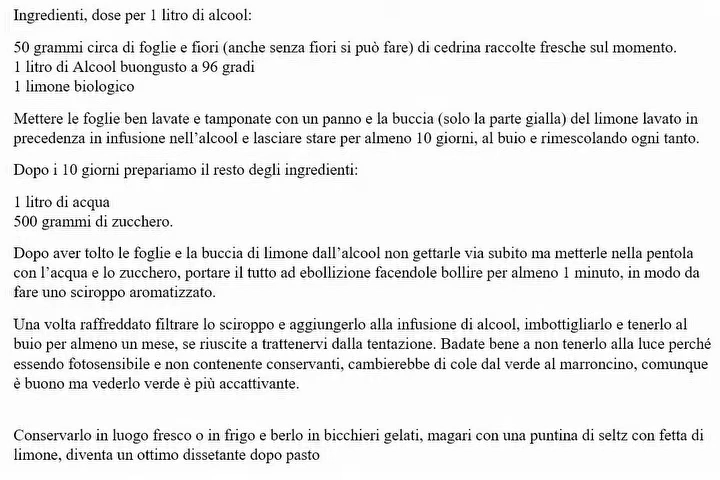 Ingredienti, dose per 1 litro di alcool:
50 grammi circa di foglie e fiori (anche senza fiori si può fare) di cedrina raccolte fresche sul momento.
1 litro di Alcool buongusto a 96 gradi
1 limone biologico
Mettere le foglie ben lavate e tamponate con un panno e la buccia (solo la parte gialla) del limone lavato in
precedenza in infusione nell'alcool e lasciare stare per almeno 10 giorni, al buio e rimescolando ogni tanto.
Dopo i 10 giorni prepariamo il resto degli ingredienti:
1 litro di acqua
500 grammi di zucchero.
Dopo aver tolto le foglie e la buccia di limone dall'alcool non gettarle via subito ma metterle nella pentola
con l'acqua e lo zucchero, portare il tutto ad ebollizione facendole bollire per almeno 1 minuto, in modo da
fare uno sciroppo aromatizzato.
Una volta raffreddato filtrare lo sciroppo e aggiungerlo alla infusione di alcool, imbottigliarlo e tenerlo al
buio per almeno un mese, se riuscite a trattenervi dalla tentazione. Badate bene a non tenerlo alla luce perché
essendo fotosensibile e non contenente conservanti, cambierebbe di cole dal verde al marroncino, comunque
è buono ma vederlo verde è più accattivante.
Conservarlo in luogo fresco o in frigo e berlo in bicchieri gelati, magari con una puntina di seltz con fetta di
limone, diventa un ottimo dissetante dopo pasto